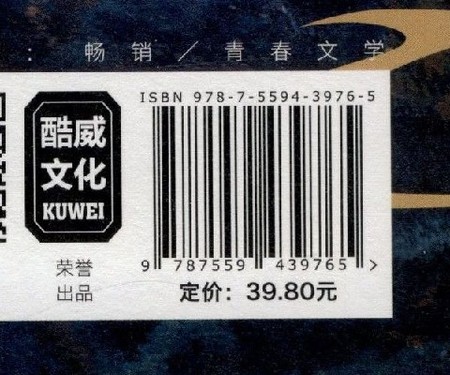 ：畅销／青春文学
ISBN 978-7-5594-3976-5
酷威
文化
KUWEI
荣誉
出品
9 787559 439765 >
定价：39.80元